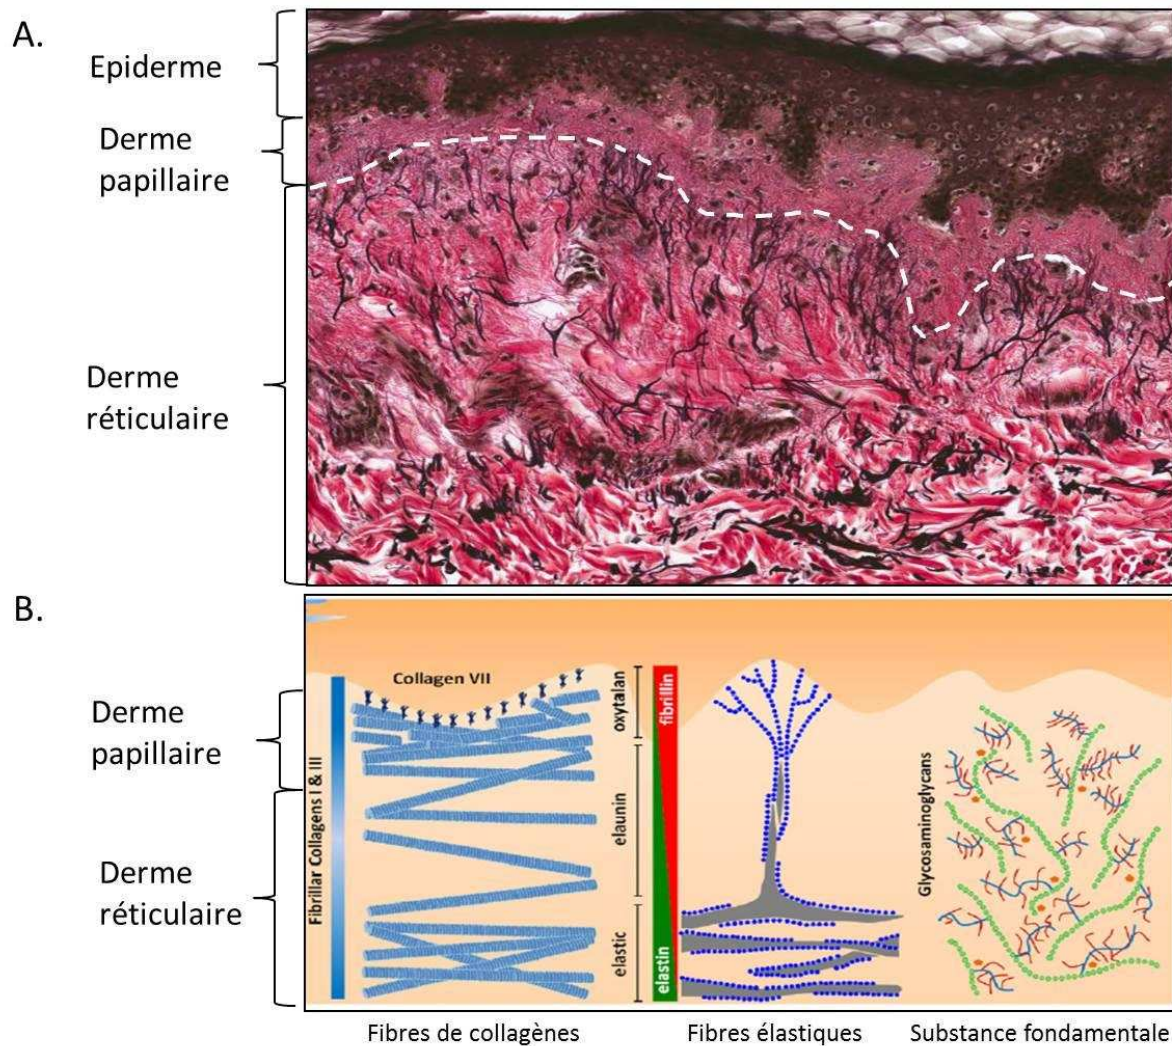 A.
Epiderme
Derme
papillaire
Derme
réticulaire
B.
Derme
papillaire
Derme
réticulaire
Fibrillar Collagens I & III
Collagen VII
oxytalan
elaunin
elastic
fibrillin
elastin
Glycosaminoglycans
Fibres de collagènes
Fibres élastiques
Substance fondamentale